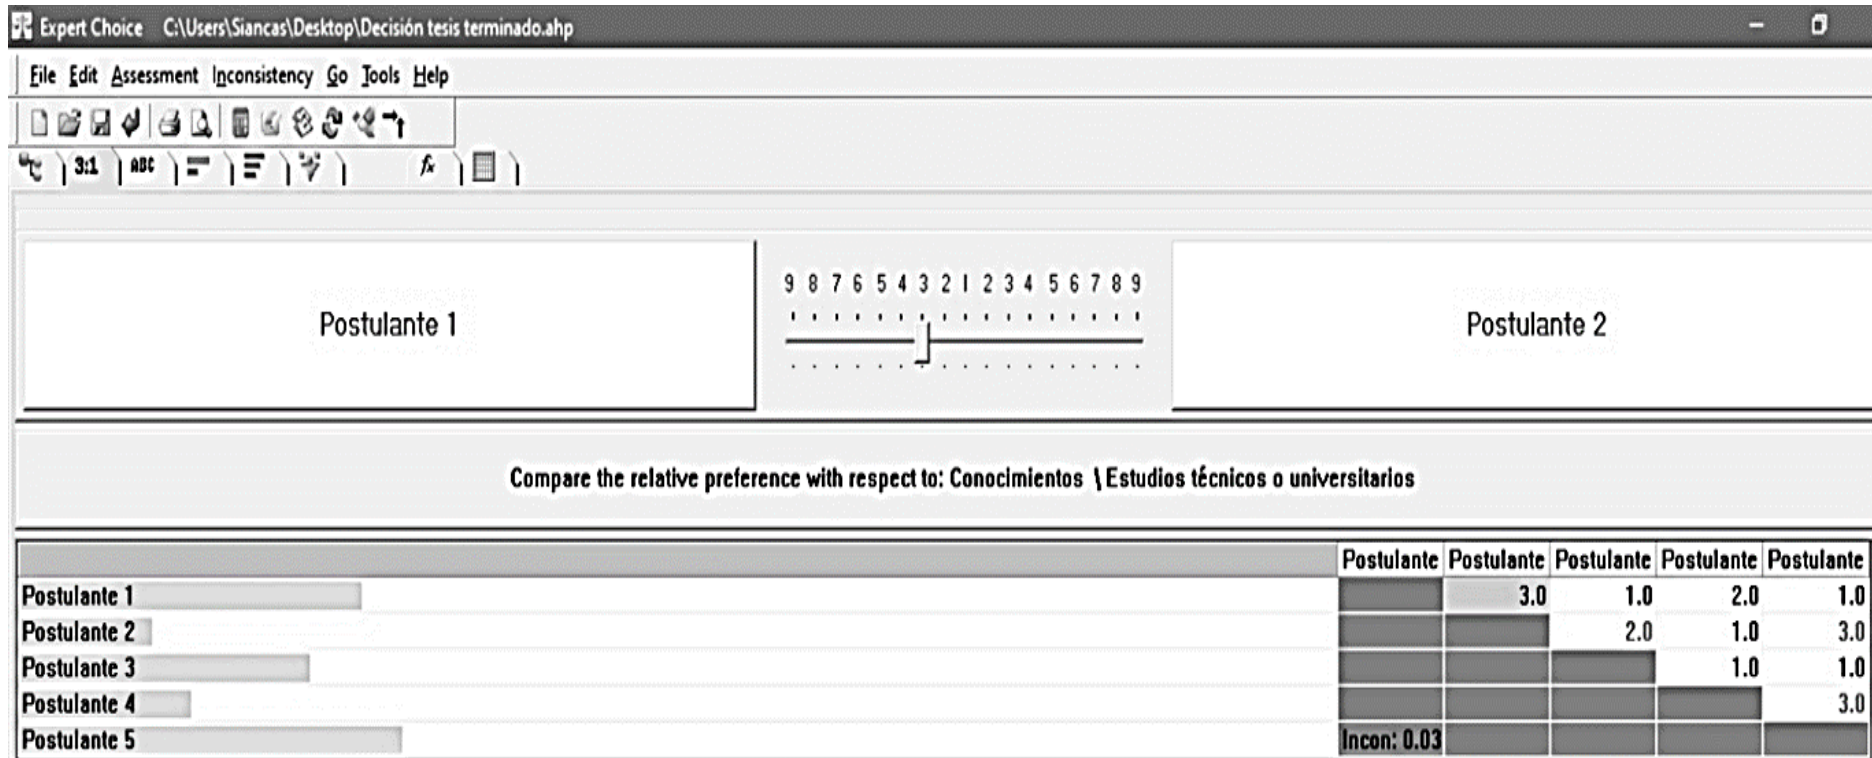 Expert Choice C:\Users\Siancas\Desktop\Decisión tesis terminado.ahp
File Edit Assessment Inconsistency Go Tools Help
3:1 ABC fx
9 8 7 6 5 4 3 2 1 2 3 4 5 6 7 8 9
Postulante 1 Postulante 2
Compare the relative preference with respect to: Conocimientos \ Estudios técnicos o universitarios
Postulante Postulante Postulante Postulante Postulante
Postulante 1 3.0 1.0 2.0 1.0
Postulante 2 2.0 1.0 3.0
Postulante 3 1.0 1.0
Postulante 4 3.0
Postulante 5 Incon: 0.03